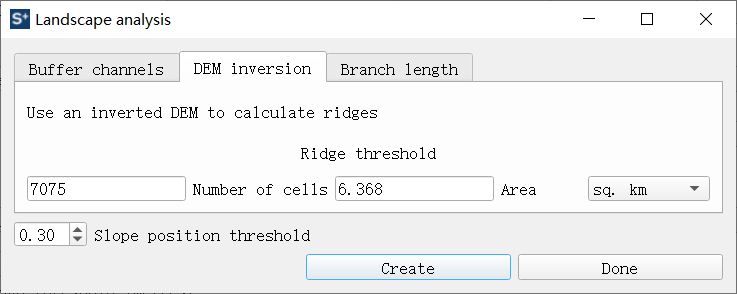 S+ Landscape analysis
Buffer channels DEM inversion Branch length
Use an inverted DEM to calculate ridges
Ridge threshold
7075 Number of cells 6.368 Area sq. km
0.30 Slope position threshold
Create Done